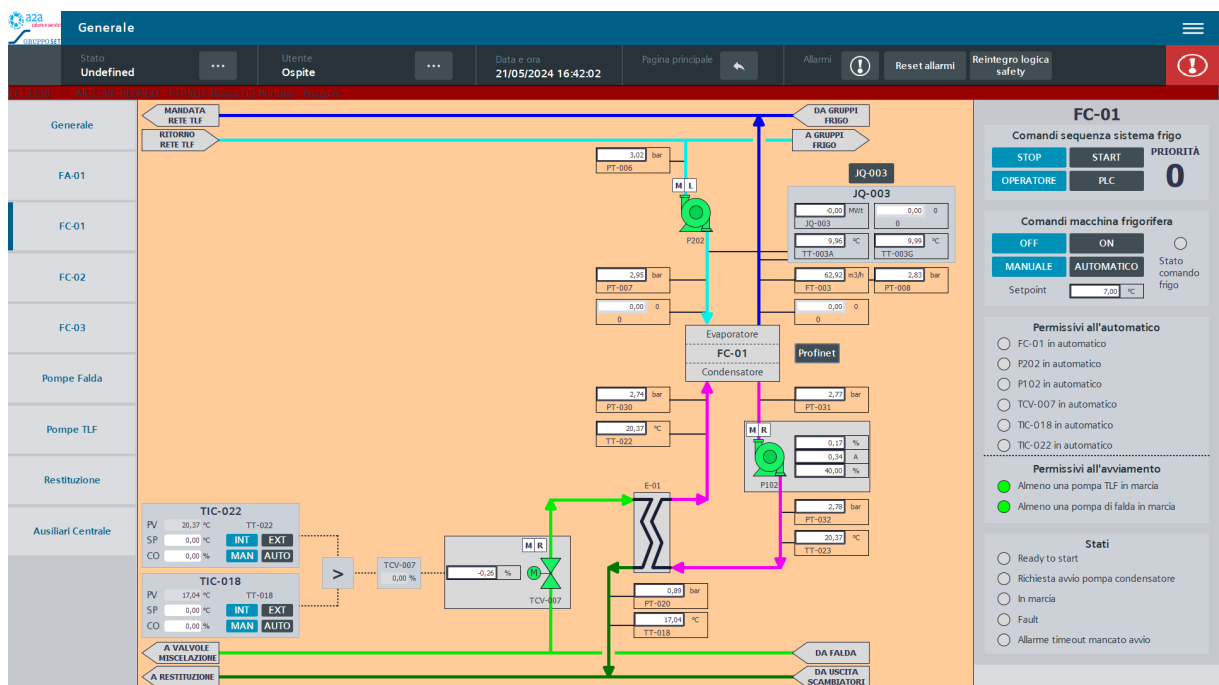 a2a
calore e servizi
GRUPPO SET
Generale
Stato
Undefined
...
Utente
Ospite
...
Data e ora
21/05/2024 16:42:02
Pagina principale
Allarmi
Reset allarmi
Reintegro logica
safety
Generale
FA-01
FC-01
FC-02
FC-03
Pompe Falda
Pompe TLF
Restituzione
Ausiliari Centrale
MANDATA
RETE TLF
RITORNO
RETE TLF
DA GRUPPI
FRIGO
A GRUPPI
FRIGO
3,02 bar
PT-006
M L
P202
JQ-003
JQ-003
-0,00 MWt
JQ-003
0,00 0
0
9,96 °C
TT-003A
9,99 °C
TT-003G
2,95 bar
PT-007
62,92 m3/h
FT-003
2,83 bar
PT-008
0,00 0
0
0,00 0
0
Evaporatore
FC-01
Condensatore
Profinet
2,74 bar
PT-030
2,77 bar
PT-031
20,37 °C
TT-022
M R
P102
0,17 %
0,34 A
40,00 %
E-01
2,78 bar
PT-032
20,37 °C
TT-023
TIC-022
PV 20,37 °C TT-022
SP 0,00 °C INT EXT
CO 0,00 % MAN AUTO
TIC-018
PV 17,04 °C TT-018
SP 0,00 °C INT EXT
CO 0,00 % MAN AUTO
>
TCV-007
0,00 %
M R
-0,26 %
M
TCV-007
0,89 bar
PT-020
17,04 °C
TT-018
A VALVOLE
MISCELAZIONE
A RESTITUZIONE
DA FALDA
DA USCITA
SCAMBIATORI
FC-01
Comandi sequenza sistema frigo
STOP START PRIORITÀ
OPERATORE PLC 0
Comandi macchina frigorifera
OFF ON
MANUALE AUTOMATICO
Stato
comando
frigo
Setpoint 7,00 °C
Permissivi all'automatico
FC-01 in automatico
P202 in automatico
P102 in automatico
TCV-007 in automatico
TIC-018 in automatico
TIC-022 in automatico
Permissivi all'avviamento
Almeno una pompa TLF in marcia
Almeno una pompa di falda in marcia
Stati
Ready to start
Richiesta avvio pompa condensatore
In marcia
Fault
Allarme timeout mancato avvio